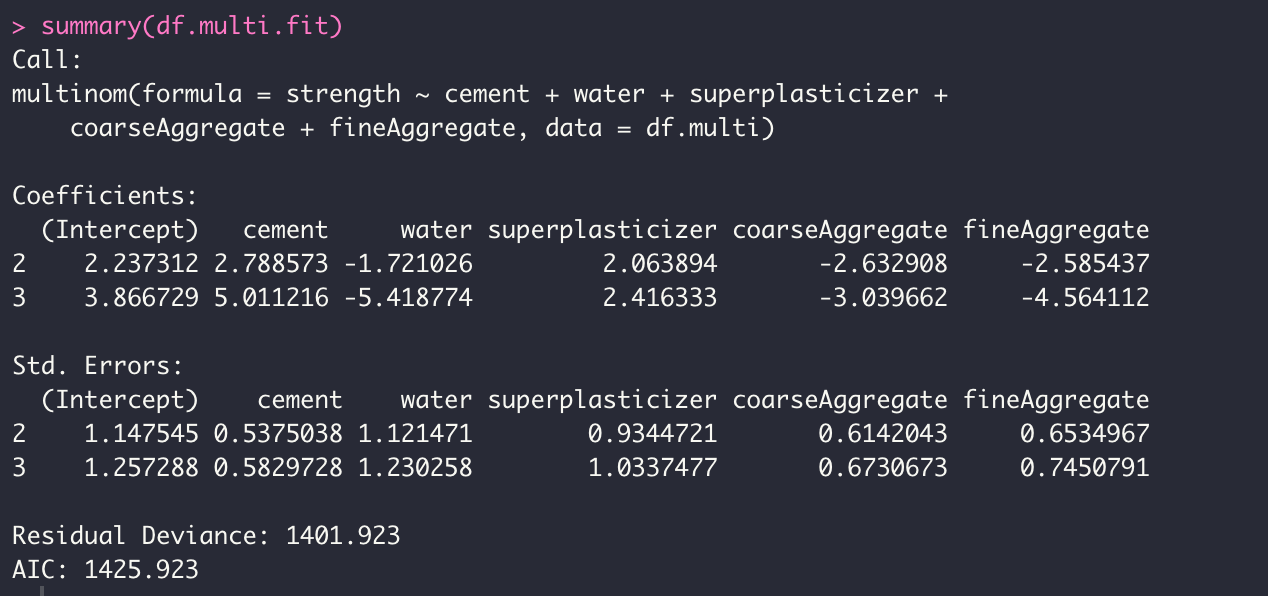 > summary(df.multi.fit)
Call:
multinom(formula = strength ~ cement + water + superplasticizer +
    coarseAggregate + fineAggregate, data = df.multi)

Coefficients:
  (Intercept)   cement     water superplasticizer coarseAggregate fineAggregate
2    2.237312 2.788573 -1.721026         2.063894       -2.632908     -2.585437
3    3.866729 5.011216 -5.418774         2.416333       -3.039662     -4.564112

Std. Errors:
  (Intercept)    cement    water superplasticizer coarseAggregate fineAggregate
2    1.147545 0.5375038 1.121471        0.9344721       0.6142043     0.6534967
3    1.257288 0.5829728 1.230258        1.0337477       0.6730673     0.7450791

Residual Deviance: 1401.923
AIC: 1425.923